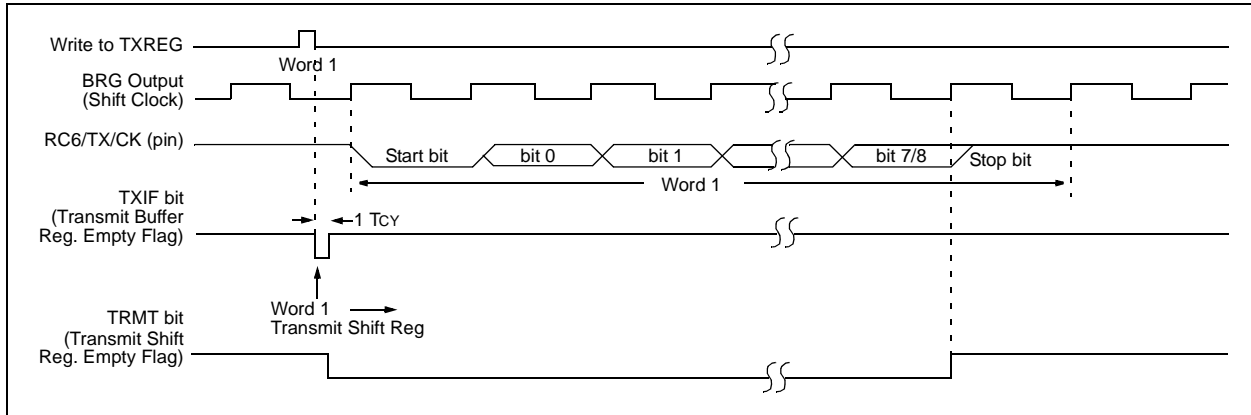 Write to TXREG
Word 1
BRG Output
(Shift Clock)
RC6/TX/CK (pin)
Start bit
bit 0
bit 1
bit 7/8
Stop bit
Word 1
TXIF bit
(Transmit Buffer
Reg. Empty Flag)
1 TCY
Word 1
Transmit Shift Reg
TRMT bit
(Transmit Shift
Reg. Empty Flag)